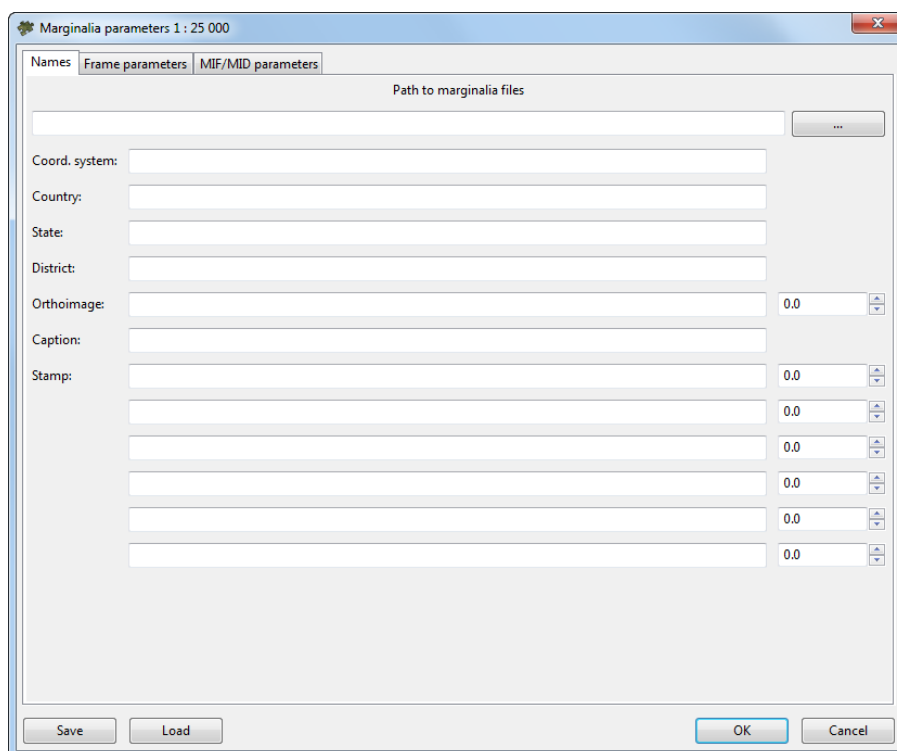 Marginalia parameters 1 : 25 000
Names Frame parameters MIF/MID parameters
Path to marginalia files
...
Coord. system:
Country:
State:
District:
Orthoimage: 0.0
Caption:
Stamp: 0.0
0.0
0.0
0.0
0.0
0.0
Save Load OK Cancel